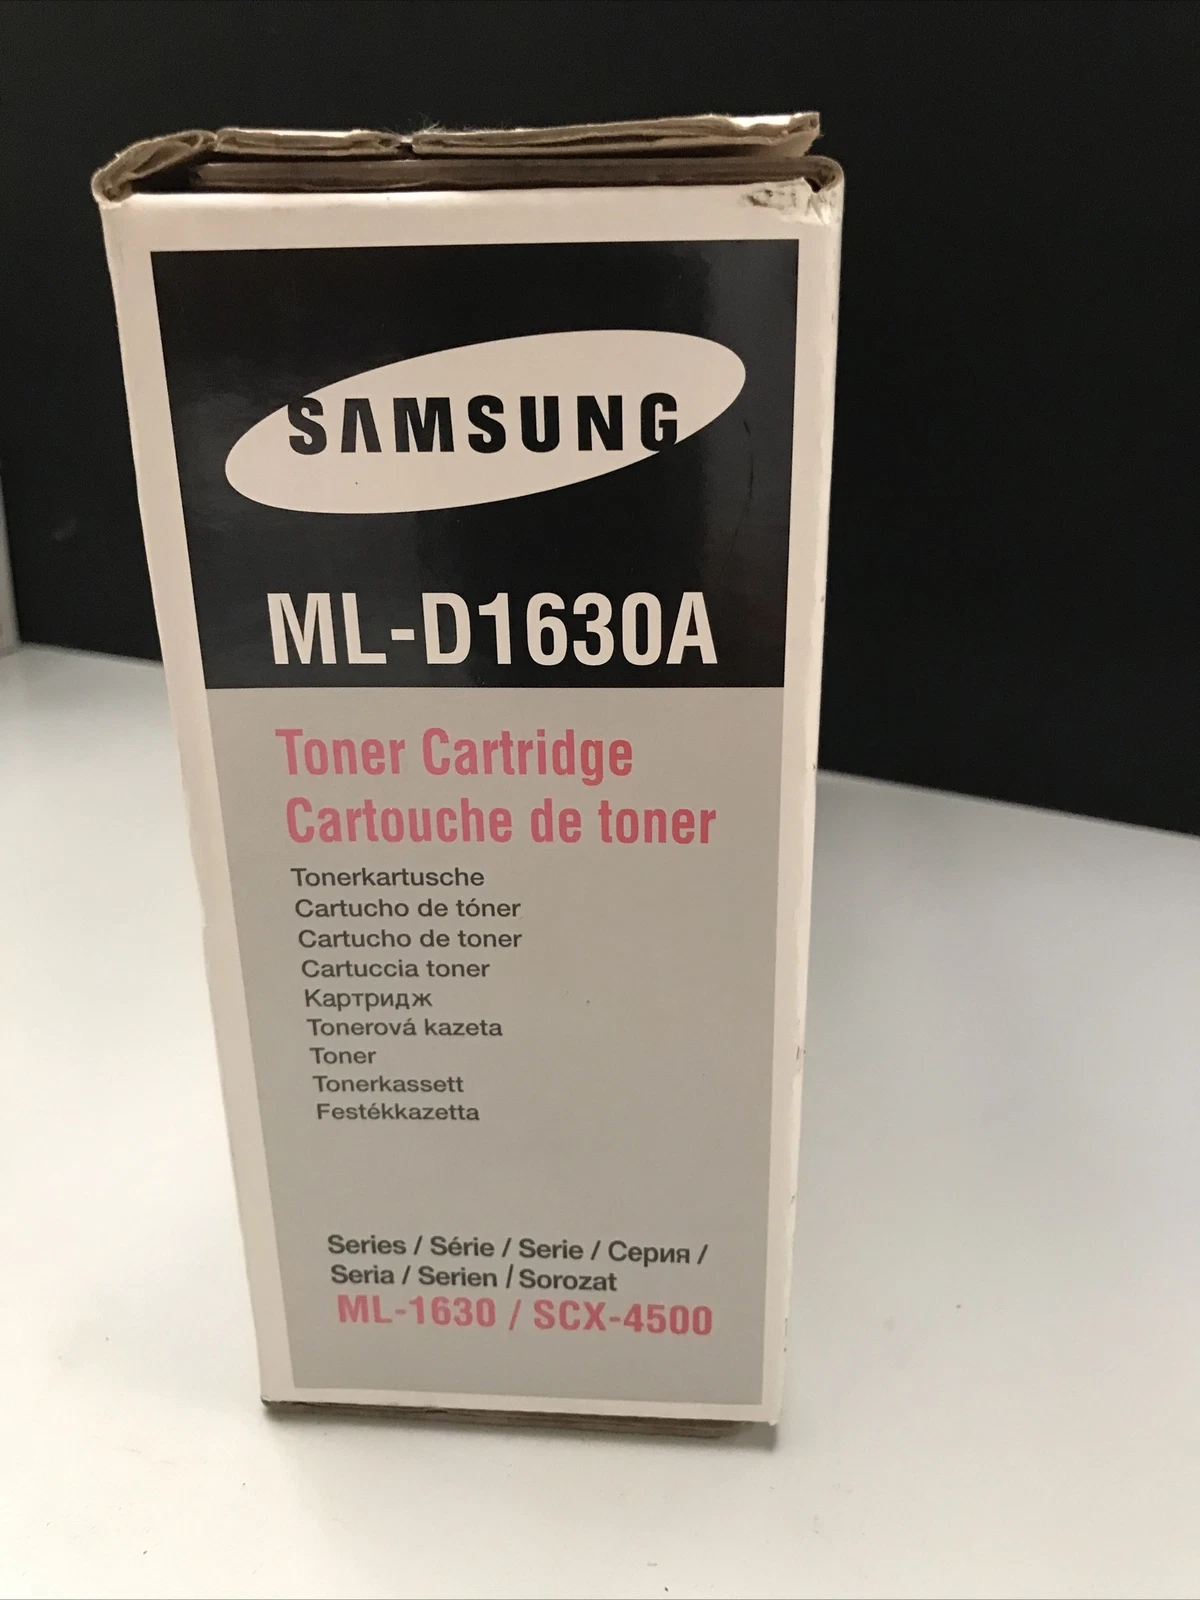 SAMSUNG
ML-D1630A
Toner Cartridge
Cartouche de toner
Tonerkartusche
Cartucho de tóner
Cartucho de toner
Cartuccia toner
Картридж
Tonerová kazeta
Toner
Tonerkassett
Festékkazetta
Series / Série / Serie / Серия /
Seria / Serien / Sorozat
ML-1630 / SCX-4500